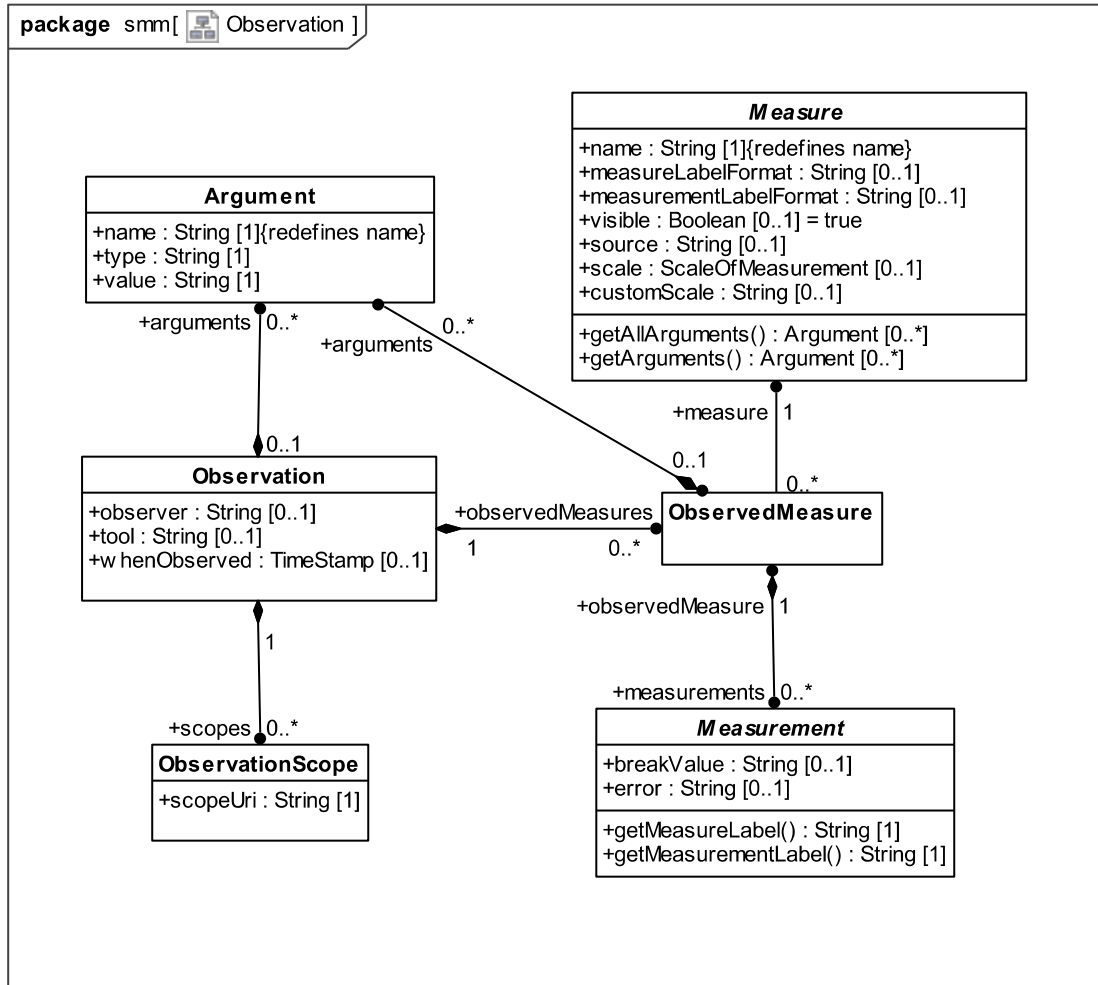 package smm[ Observation ]
Measure
+name : String [1]{redefines name}
+measureLabelFormat : String [0..1]
+measurementLabelFormat : String [0..1]
+visible : Boolean [0..1] = true
+source : String [0..1]
+scale : ScaleOfMeasurement [0..1]
+customScale : String [0..1]
+getAllArguments() : Argument [0..*]
+getArguments() : Argument [0..*]
Argument
+name : String [1]{redefines name}
+type : String [1]
+value : String [1]
+arguments
0..*
0..*
+arguments
+measure
1
0..1
0..1
0..*
Observation
+observer : String [0..1]
+tool : String [0..1]
+whenObserved : TimeStamp [0..1]
+observedMeasures
1
0..*
ObservedMeasure
1
+observedMeasure
1
+scopes
0..*
+measurements
0..*
ObservationScope
+scopeUri : String [1]
Measurement
+breakValue : String [0..1]
+error : String [0..1]
+getMeasureLabel() : String [1]
+getMeasurementLabel() : String [1]